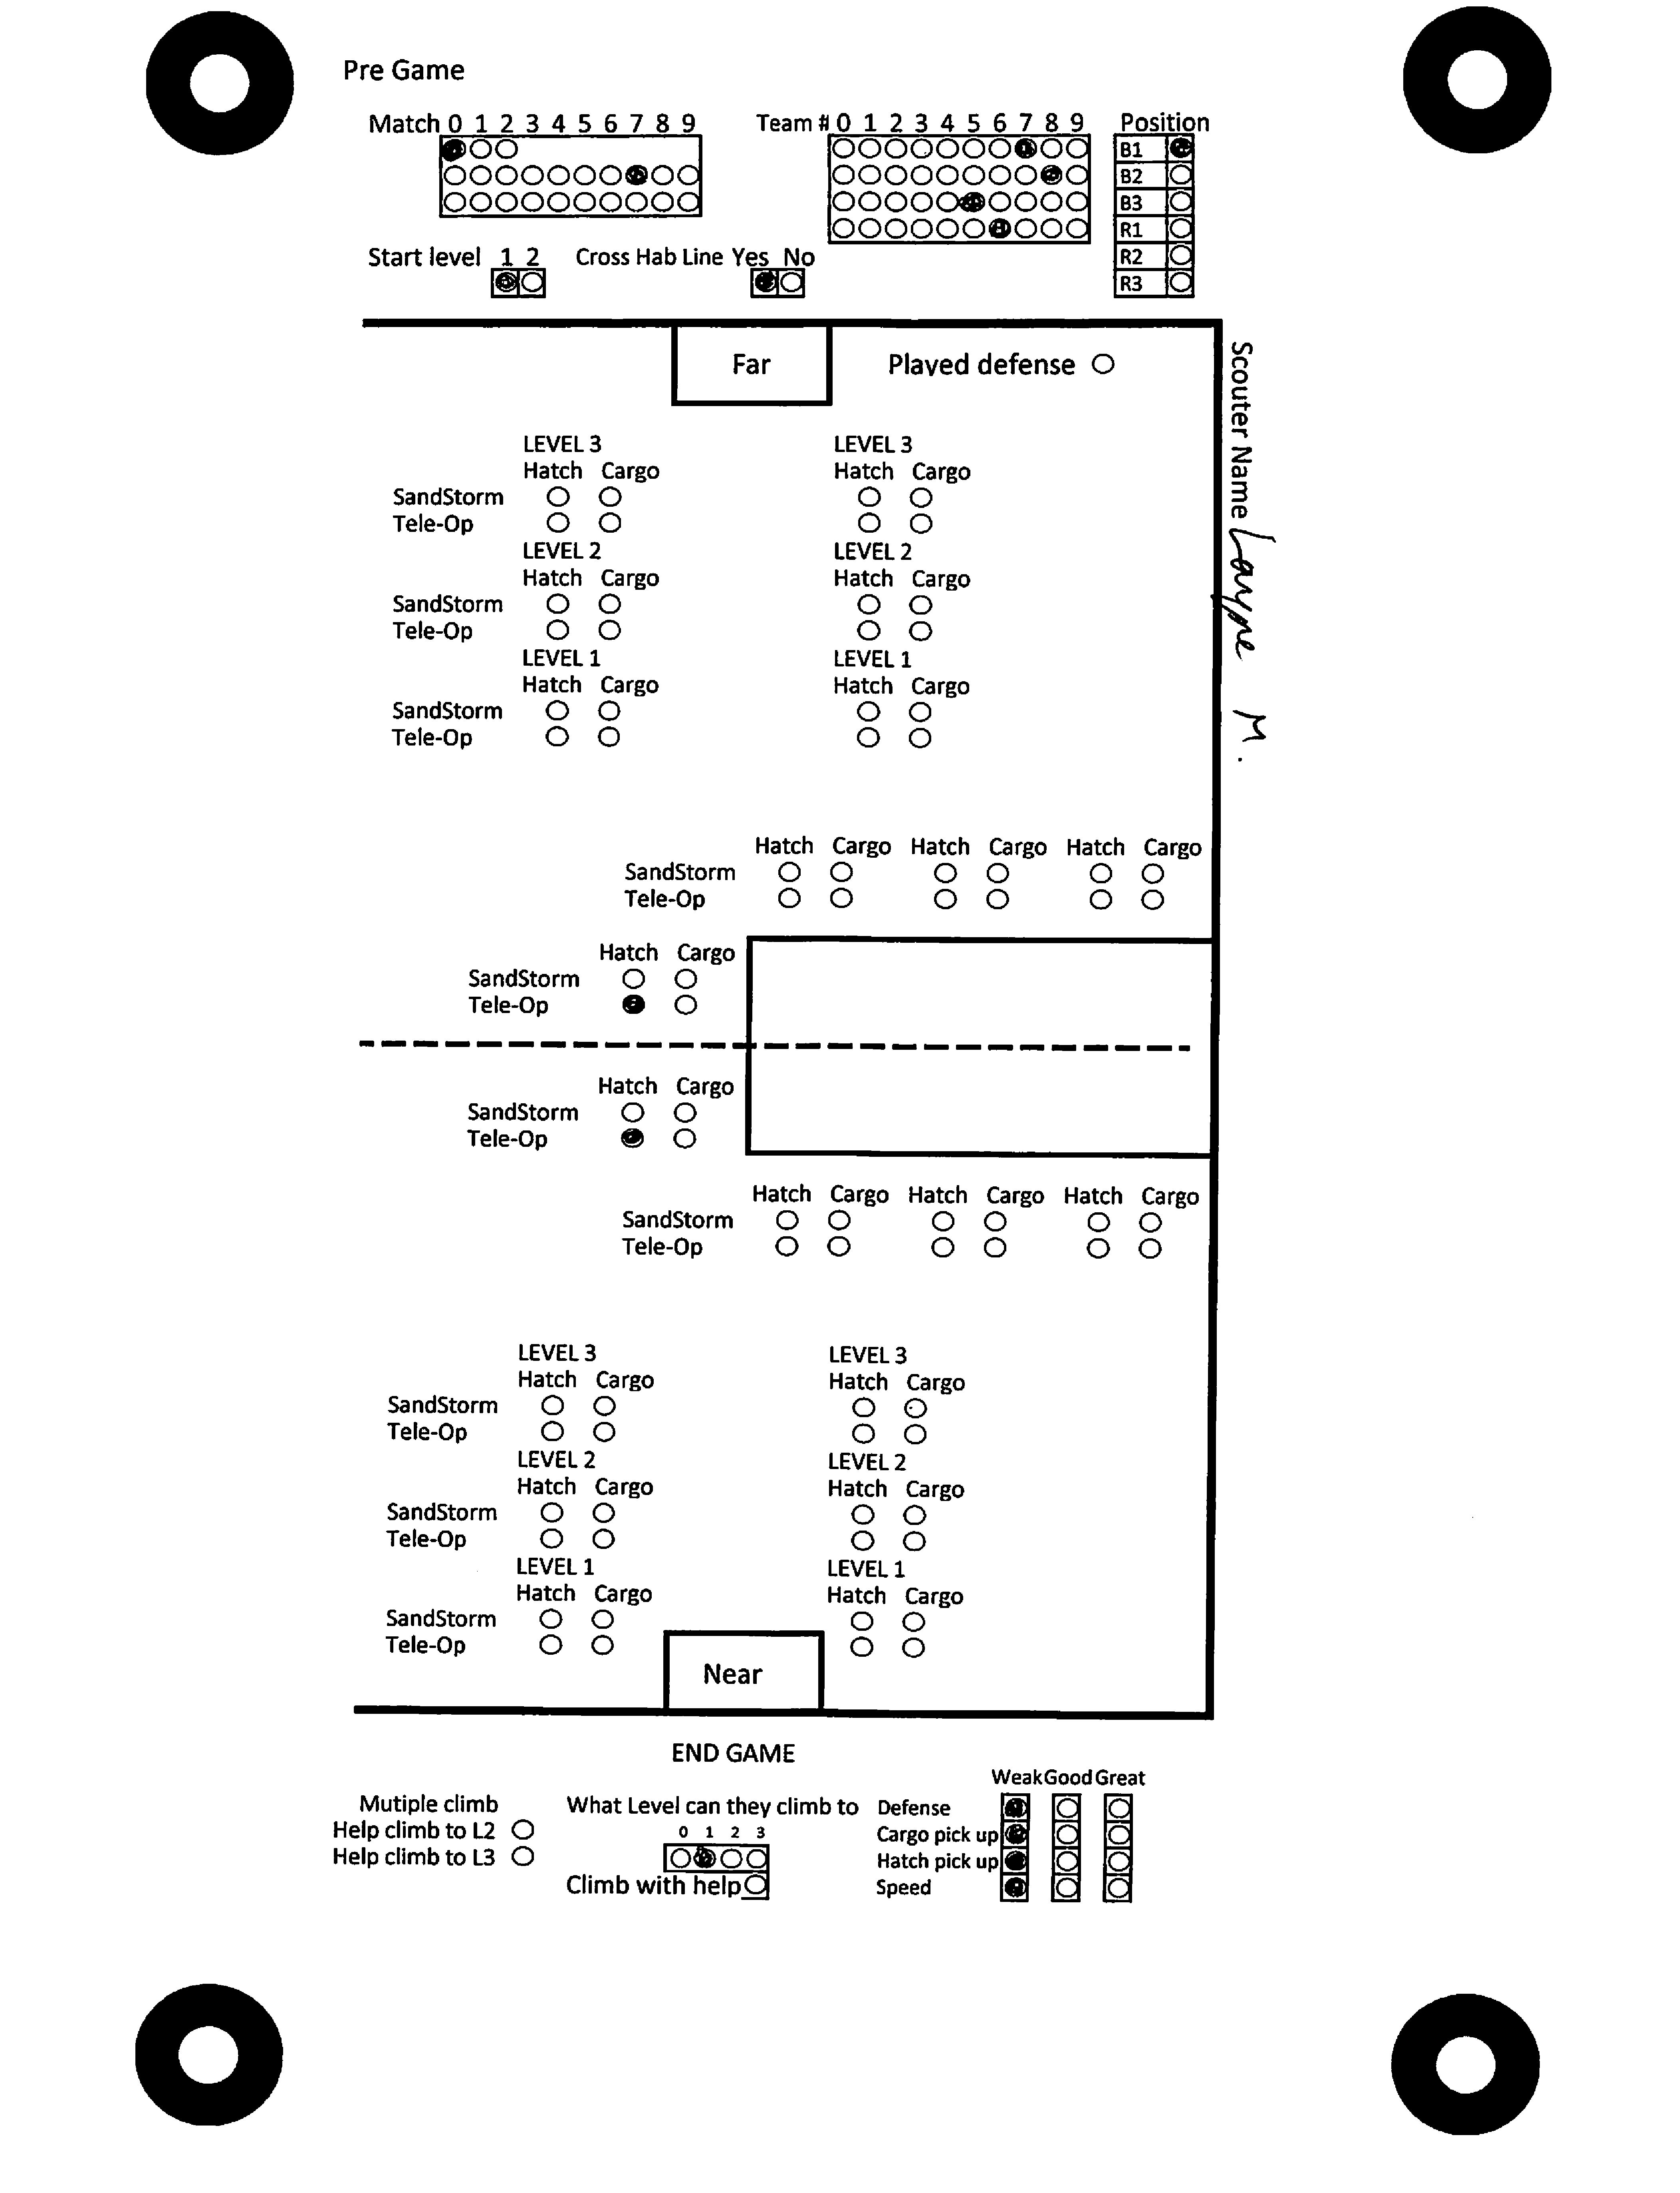 Pre Game
Match 0 1 2 3 4 5 6 7 8 9
Team # 0 1 2 3 4 5 6 7 8 9
Position
B1
B2
B3
R1
R2
R3
Start level 1 2
Cross Hab Line Yes No
Far
Played defense
Scouter Name
M.
LEVEL 3 LEVEL 3
Hatch Cargo Hatch Cargo
SandStorm
Tele-Op
LEVEL 2 LEVEL 2
Hatch Cargo Hatch Cargo
SandStorm
Tele-Op
LEVEL 1 LEVEL 1
Hatch Cargo Hatch Cargo
SandStorm
Tele-Op
Hatch Cargo Hatch Cargo Hatch Cargo
SandStorm
Tele-Op
Hatch Cargo
SandStorm
Tele-Op
Hatch Cargo
SandStorm
Tele-Op
Hatch Cargo Hatch Cargo Hatch Cargo
SandStorm
Tele-Op
LEVEL 3 LEVEL 3
Hatch Cargo Hatch Cargo
SandStorm
Tele-Op
LEVEL 2 LEVEL 2
Hatch Cargo Hatch Cargo
SandStorm
Tele-Op
LEVEL 1 LEVEL 1
Hatch Cargo Hatch Cargo
SandStorm
Tele-Op
Near
END GAME
Mutiple climb
Help climb to L2
Help climb to L3
What Level can they climb to
0 1 2 3
Climb with help
Weak Good Great
Defense
Cargo pick up
Hatch pick up
Speed